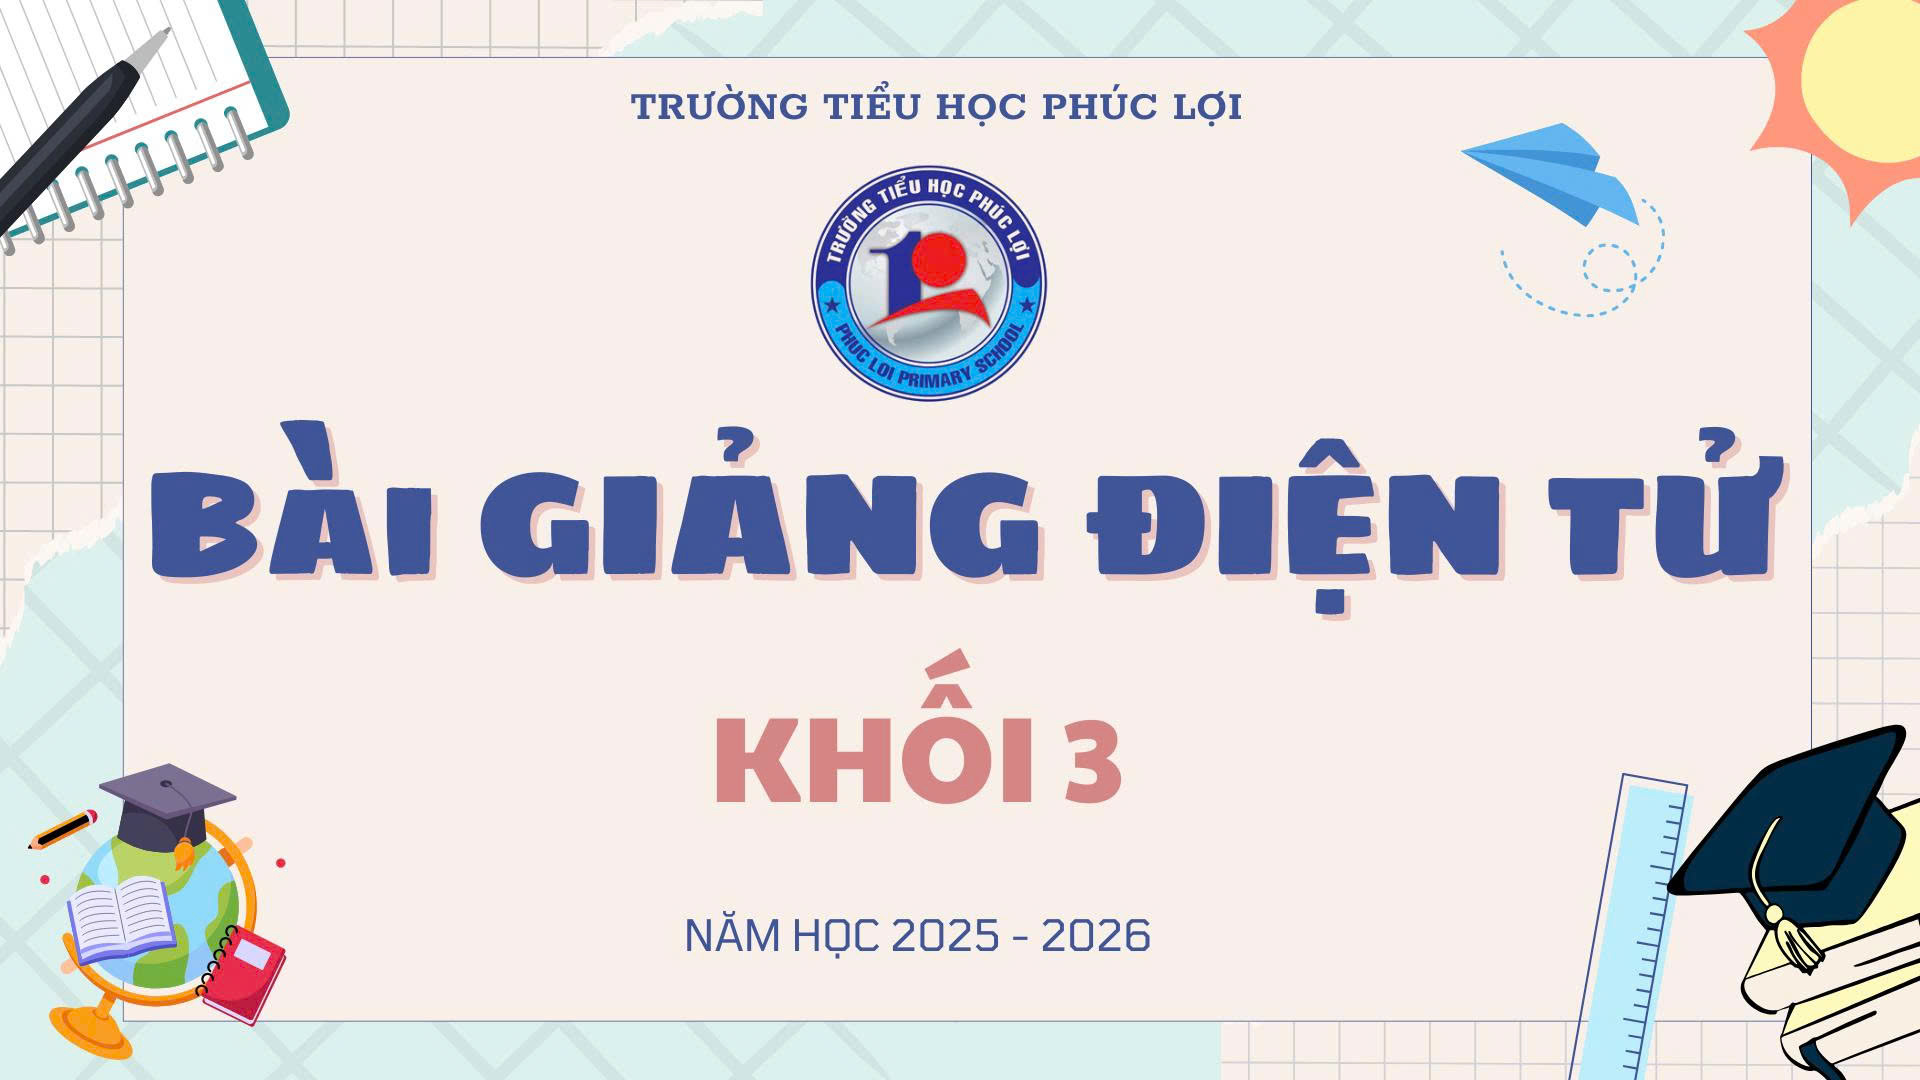 TRƯỜNG TIỂU HỌC PHÚC LỢI
TRƯỜNG TIỂU HỌC PHÚC LỢI
10
PHUC LOI PRIMARY SCHOOL
BÀI GIẢNG ĐIỆN TỬ
KHỐI 3
NĂM HỌC 2025 - 2026